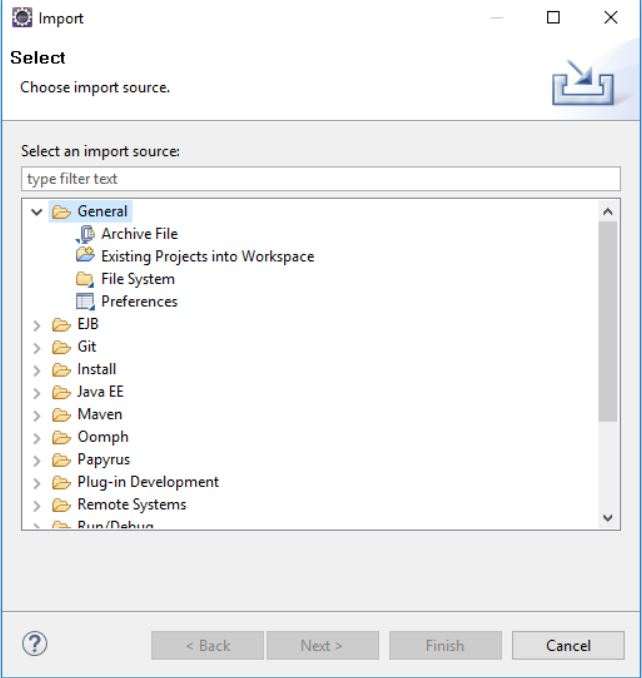 Import
Select
Choose import source.
Select an import source:
type filter text
General
Archive File
Existing Projects into Workspace
File System
Preferences
EJB
Git
Install
Java EE
Maven
Oomph
Papyrus
Plug-in Development
Remote Systems
Run/Debug
< Back Next > Finish Cancel